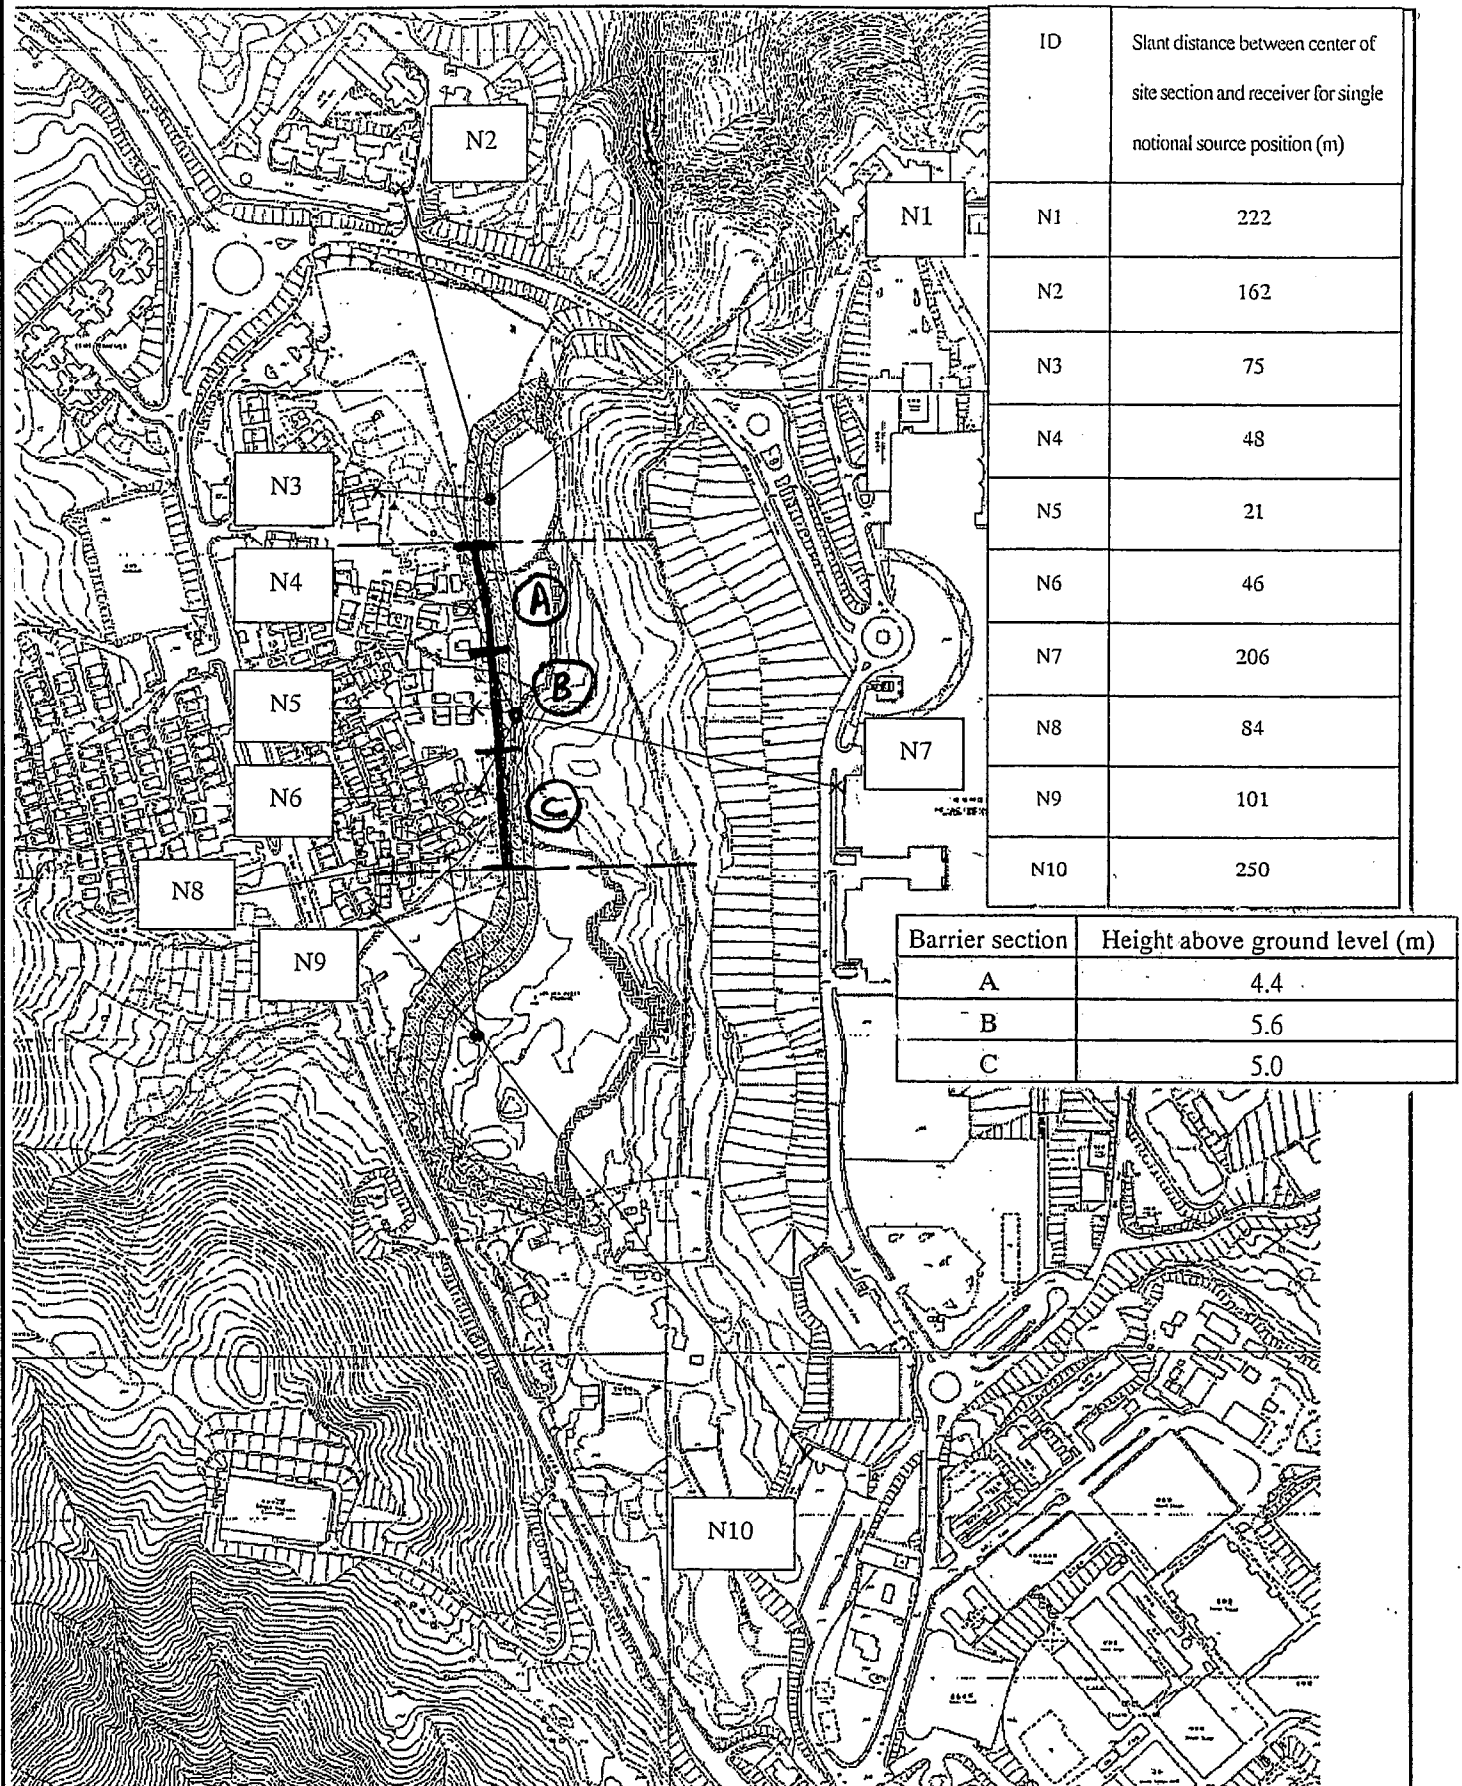 ID
Slant distance between center of
site section and receiver for single
notional source position (m)
N1 222
N2 162
N3 75
N4 48
N5 21
N6 46
N7 206
N8 84
N9 101
N10 250
Barrier section Height above ground level (m)
A 4.4
B 5.6
C 5.0
N2
N1
N3
N4
A
B
N5
N7
N6
C
N8
N9
N10